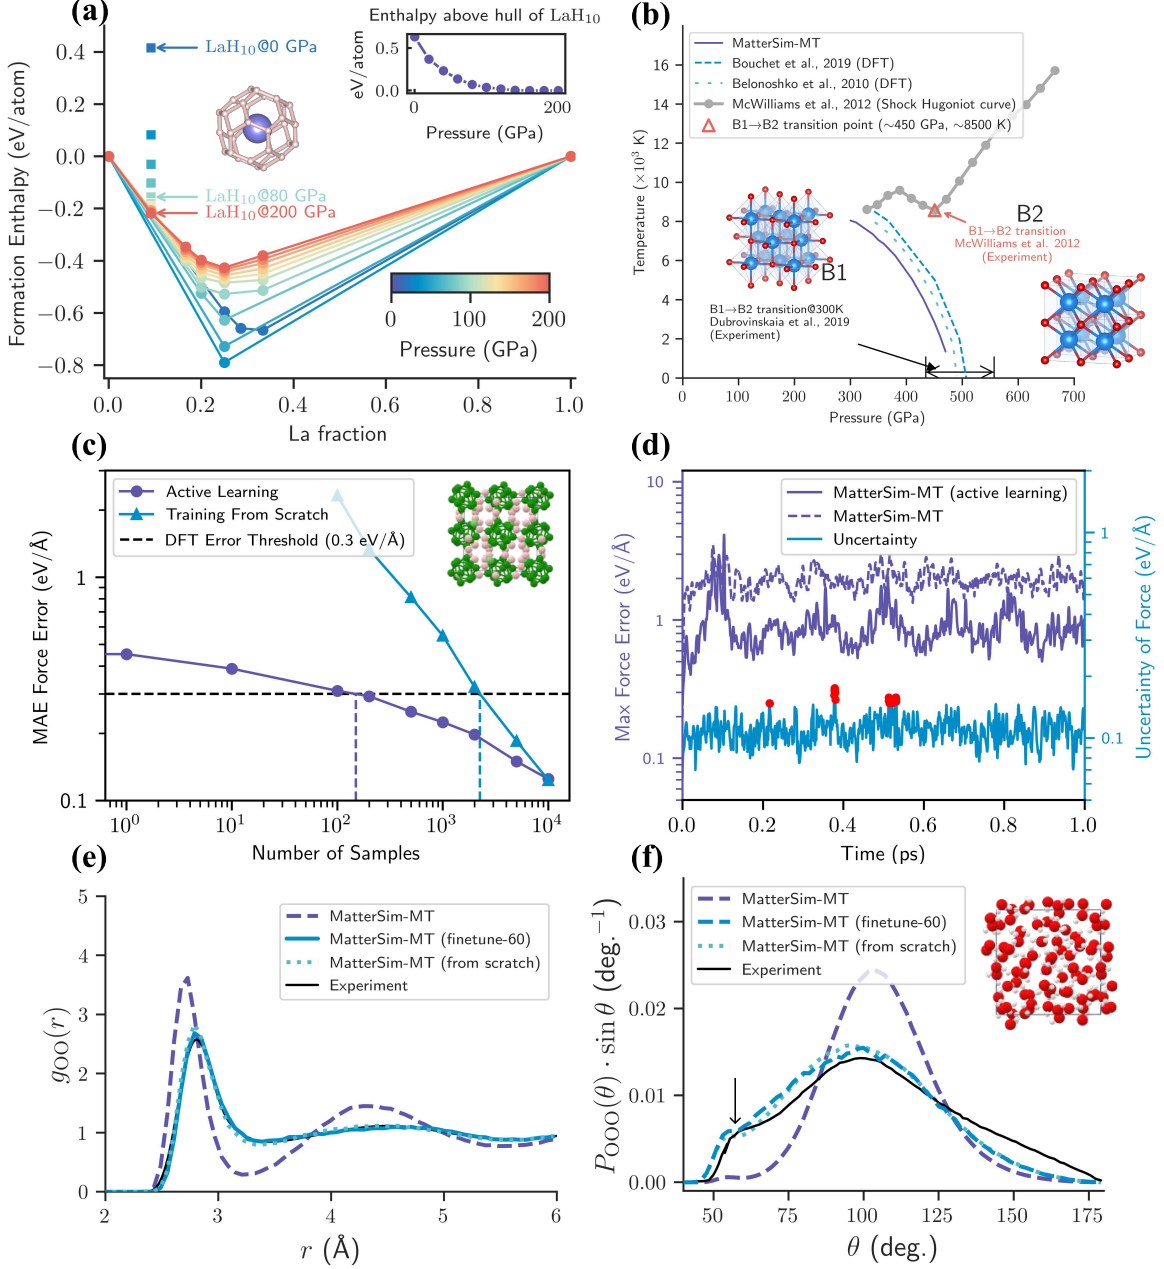 (a)
Enthalpy above hull of LaH10
eV/atom
0.5
0.0
0
200
Pressure (GPa)
LaH10@0 GPa
LaH10@80 GPa
LaH10@200 GPa
Formation Enthalpy (eV/atom)
0.4
0.2
0.0
−0.2
−0.4
−0.6
−0.8
0
100
200
Pressure (GPa)
0.0
0.2
0.4
0.6
0.8
1.0
La fraction
(b)
MatterSim-MT
Bouchet et al., 2019 (DFT)
Belonoshko et al., 2010 (DFT)
McWilliams et al., 2012 (Shock Hugoniot curve)
B1→B2 transition point (~450 GPa, ~8500 K)
Temperature (×10³ K)
16
14
12
10
8
6
4
2
0
B1
B2
B1→B2 transition
McWilliams et al. 2012
(Experiment)
B1→B2 transition@300K
Dubrovinskaia et al., 2019
(Experiment)
0
100
200
300
400
500
600
700
Pressure (GPa)
(c)
Active Learning
Training From Scratch
DFT Error Threshold (0.3 eV/Å)
MAE Force Error (eV/Å)
1
0.1
10⁰
10¹
10²
10³
10⁴
Number of Samples
(d)
MatterSim-MT (active learning)
MatterSim-MT
Uncertainty
Max Force Error (eV/Å)
10
1
0.1
Uncertainty of Force (eV/Å)
1
0.1
0.0
0.2
0.4
0.6
0.8
1.0
Time (ps)
(e)
MatterSim-MT
MatterSim-MT (finetune-60)
MatterSim-MT (from scratch)
Experiment
gOO(r)
5
4
3
2
1
0
2
3
4
5
6
r (Å)
(f)
MatterSim-MT
MatterSim-MT (finetune-60)
MatterSim-MT (from scratch)
Experiment
POOO(θ) · sin θ (deg.⁻¹)
0.03
0.02
0.01
0.00
50
75
100
125
150
175
θ (deg.)